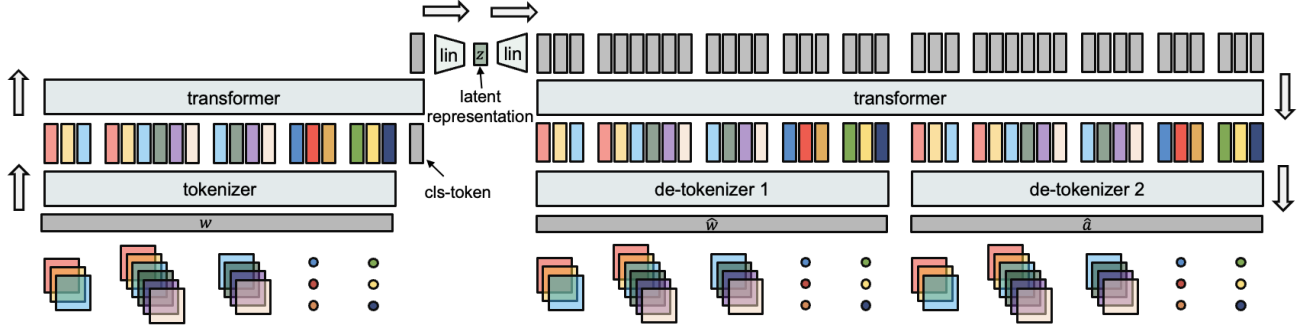 lin
z
lin
latent
representation
transformer
transformer
cls-token
tokenizer
de-tokenizer 1
de-tokenizer 2
w
ŵ
â